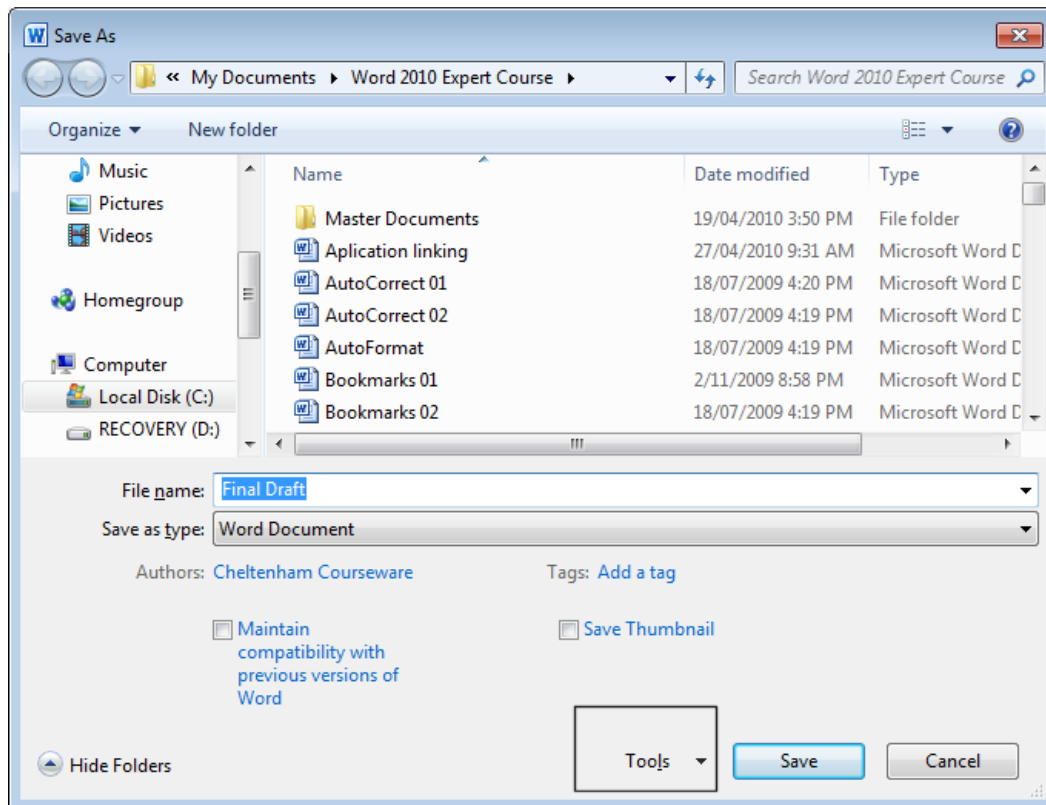 Save As
« My Documents Word 2010 Expert Course
Search Word 2010 Expert Course
Organize New folder
Music
Pictures
Videos
Homegroup
Computer
Local Disk (C:)
RECOVERY (D:)
Name Date modified Type
Master Documents 19/04/2010 3:50 PM File folder
Aplication linking 27/04/2010 9:31 AM Microsoft Word D
AutoCorrect 01 18/07/2009 4:20 PM Microsoft Word D
AutoCorrect 02 18/07/2009 4:19 PM Microsoft Word D
AutoFormat 18/07/2009 4:19 PM Microsoft Word D
Bookmarks 01 2/11/2009 8:58 PM Microsoft Word D
Bookmarks 02 18/07/2009 4:19 PM Microsoft Word D
File name: Final Draft
Save as type: Word Document
Authors: Cheltenham Courseware Tags: Add a tag
Maintain
compatibility with
previous versions of
Word
Save Thumbnail
Hide Folders Tools Save Cancel